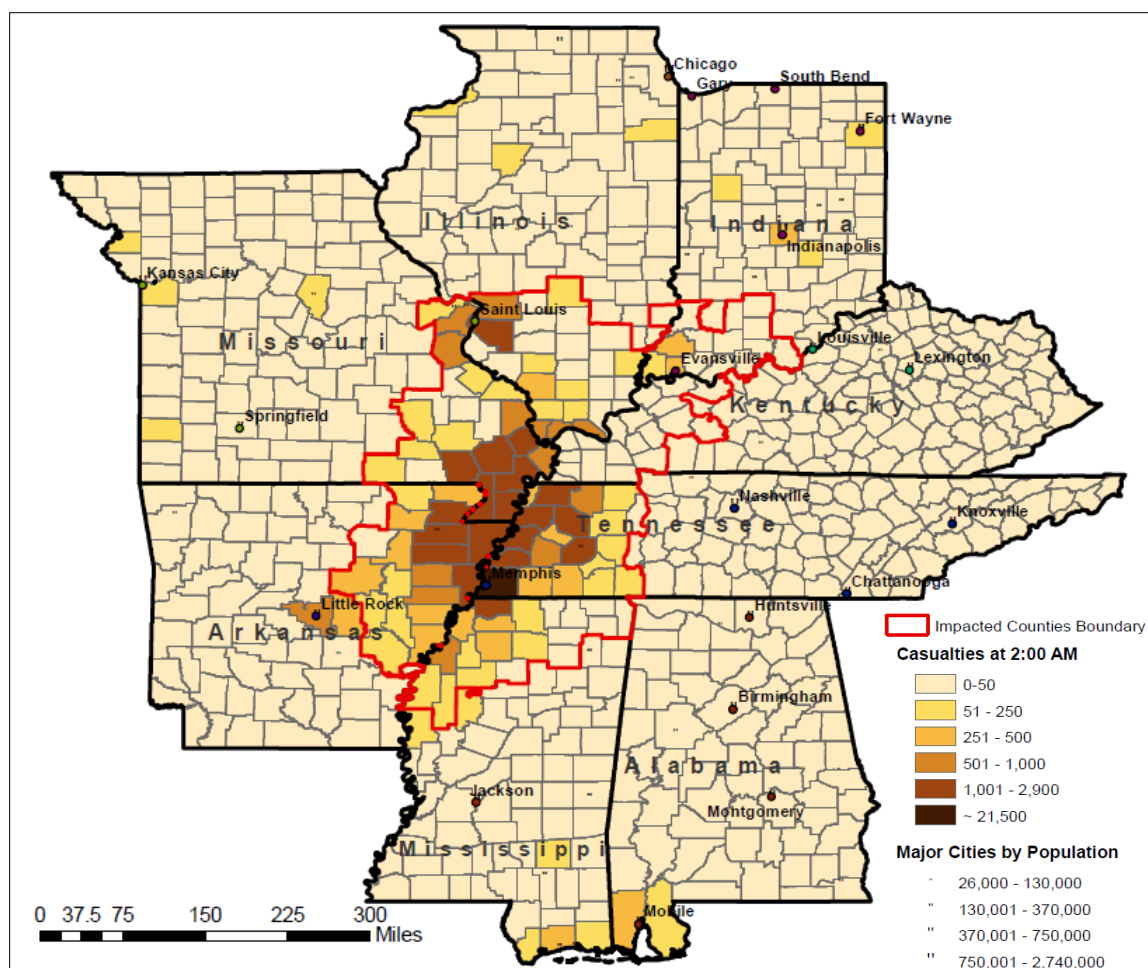 Chicago
Gary
South Bend
Fort Wayne
Illinois
Indiana
Indianapolis
Kansas City
Saint Louis
Missouri
Evansville
Louisville
Lexington
Kentucky
Springfield
Nashville
Tennessee
Knoxville
Memphis
Chattanooga
Little Rock
Arkansas
Huntsville
Impacted Counties Boundary
Casualties at 2:00 AM
0-50
51 - 250
251 - 500
501 - 1,000
1,001 - 2,900
~ 21,500
Birmingham
Alabama
Jackson
Montgomery
Mississippi
Mobile
Major Cities by Population
26,000 - 130,000
130,001 - 370,000
370,001 - 750,000
750,001 - 2,740,000
0 37.5 75 150 225 300
Miles